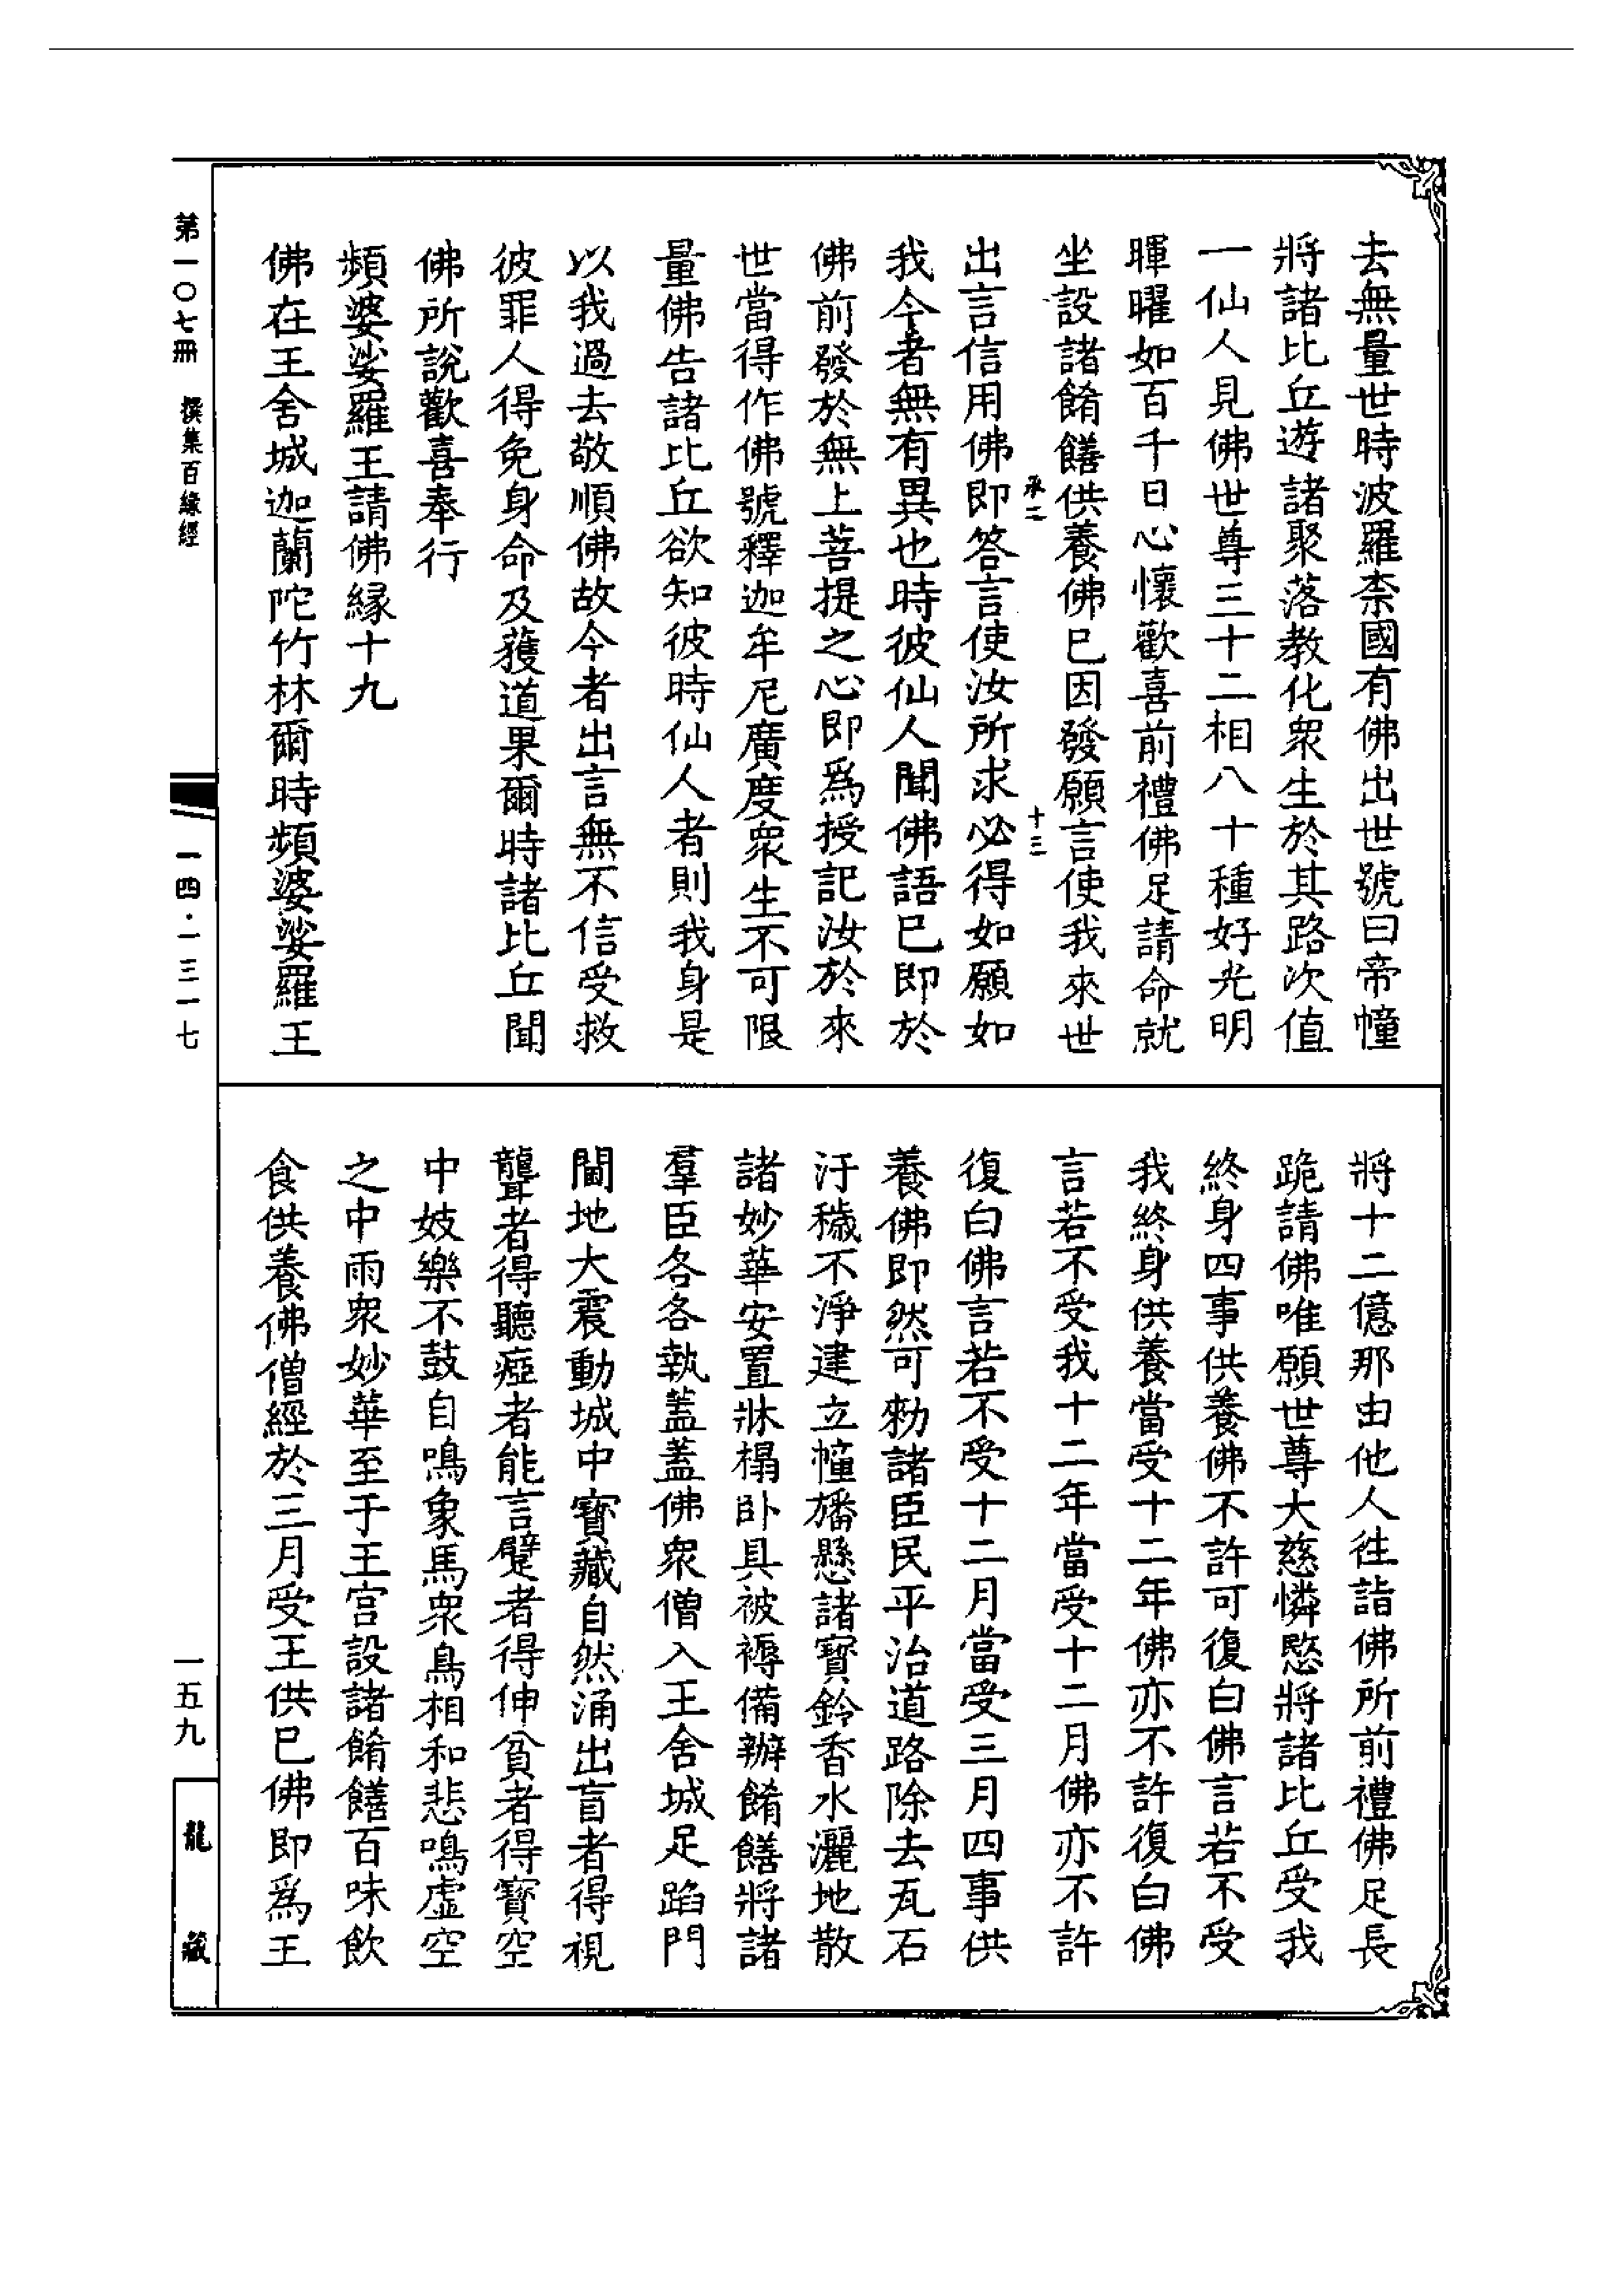 去無量世時波羅柰國有佛出世號曰帝幢
將諸比丘遊諸聚落教化衆生於其路次值
一仙人見佛世尊三十二相八十種好光明
暉曜如百千日心懷歡喜前禮佛足請命就
坐設諸餚饍供養佛已因發願言使我來世
承二
十三
出言信用佛即答言使汝所求必得如願如
我今者無有異也時彼仙人聞佛語已即於
佛前發於無上菩提之心即爲授記汝於來
世當得作佛號釋迦牟尼廣度衆生不可限
量佛告諸比丘欲知彼時仙人者則我身是
以我過去敬順佛故今者出言無不信受救
彼罪人得免身命及蒦道果爾時諸比丘聞
佛所說歡喜奉行
頻婆娑羅王請佛緣十九
佛在王舍城迦蘭陀竹林爾時頻婆娑羅王
將十二億那由他人往詣佛所前禮佛足長
跪請佛唯願世尊大慈憐愍將諸比丘受我
終身四事供養佛不許可復白佛言若不受
我終身供養當受十二年佛亦不許復白佛
言若不受我十二年當受十二月佛亦不許
復白佛言若不受十二月當受三月四事供
養佛即然可勑諸臣民平治道路除去瓦石
汙穢不淨建立幢旛懸諸寶鈴香水灑地散
諸妙華安置牀榻卧具被褥備辦餚饍將諸
羣臣各各執蓋蓋佛衆僧入王舍城足蹈門
閫地大震動城中寶藏自然涌出盲者得視
聾者得聽瘂者能言躄者得伸貧者得寶空
中妓樂不鼓自鳴象馬衆鳥相和悲鳴虛空
之中雨衆妙華至于王宮設諸餚饍百味飲
食供養佛僧經於三月受王供已佛即爲王
第一〇七冊　撰集百緣經
一四·一三一七
一五九
龍藏